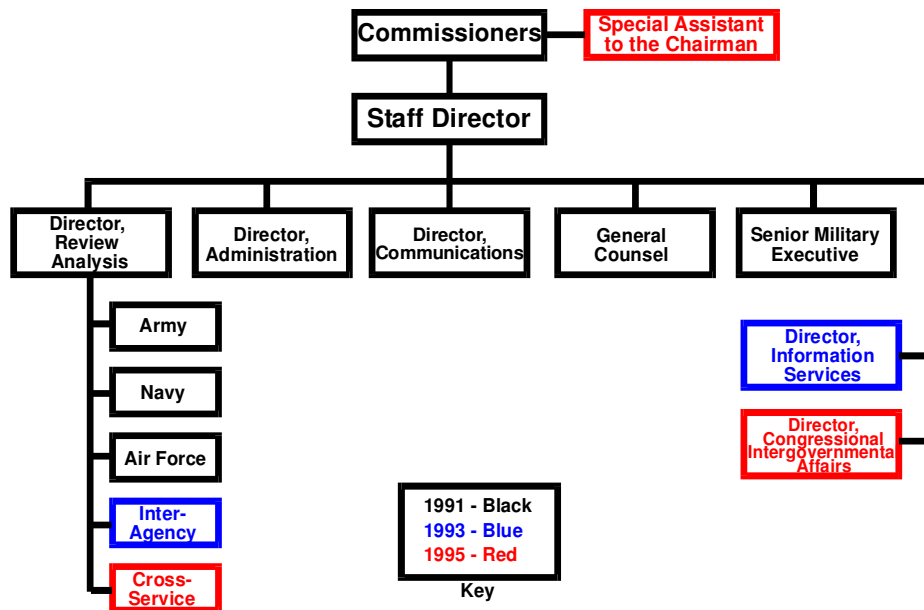 Commissioners
Special Assistant
to the Chairman
Staff Director
Director,
Review
Analysis
Director,
Administration
Director,
Communications
General
Counsel
Senior Military
Executive
Army
Navy
Air Force
Inter-
Agency
Cross-
Service
Director,
Information
Services
Director,
Congressional
Intergovernmenta
Affairs
1991 - Black
1993 - Blue
1995 - Red
Key